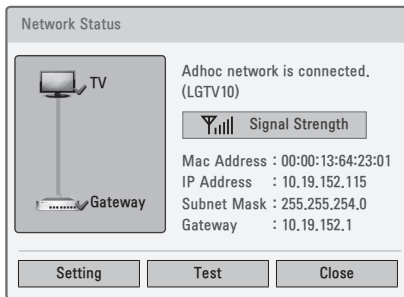 Network Status
TV
Gateway
Adhoc network is connected.
(LGTV10)
Signal Strength
Mac Address : 00:00:13:64:23:01
IP Address : 10.19.152.115
Subnet Mask : 255.255.254.0
Gateway : 10.19.152.1
Setting
Test
Close